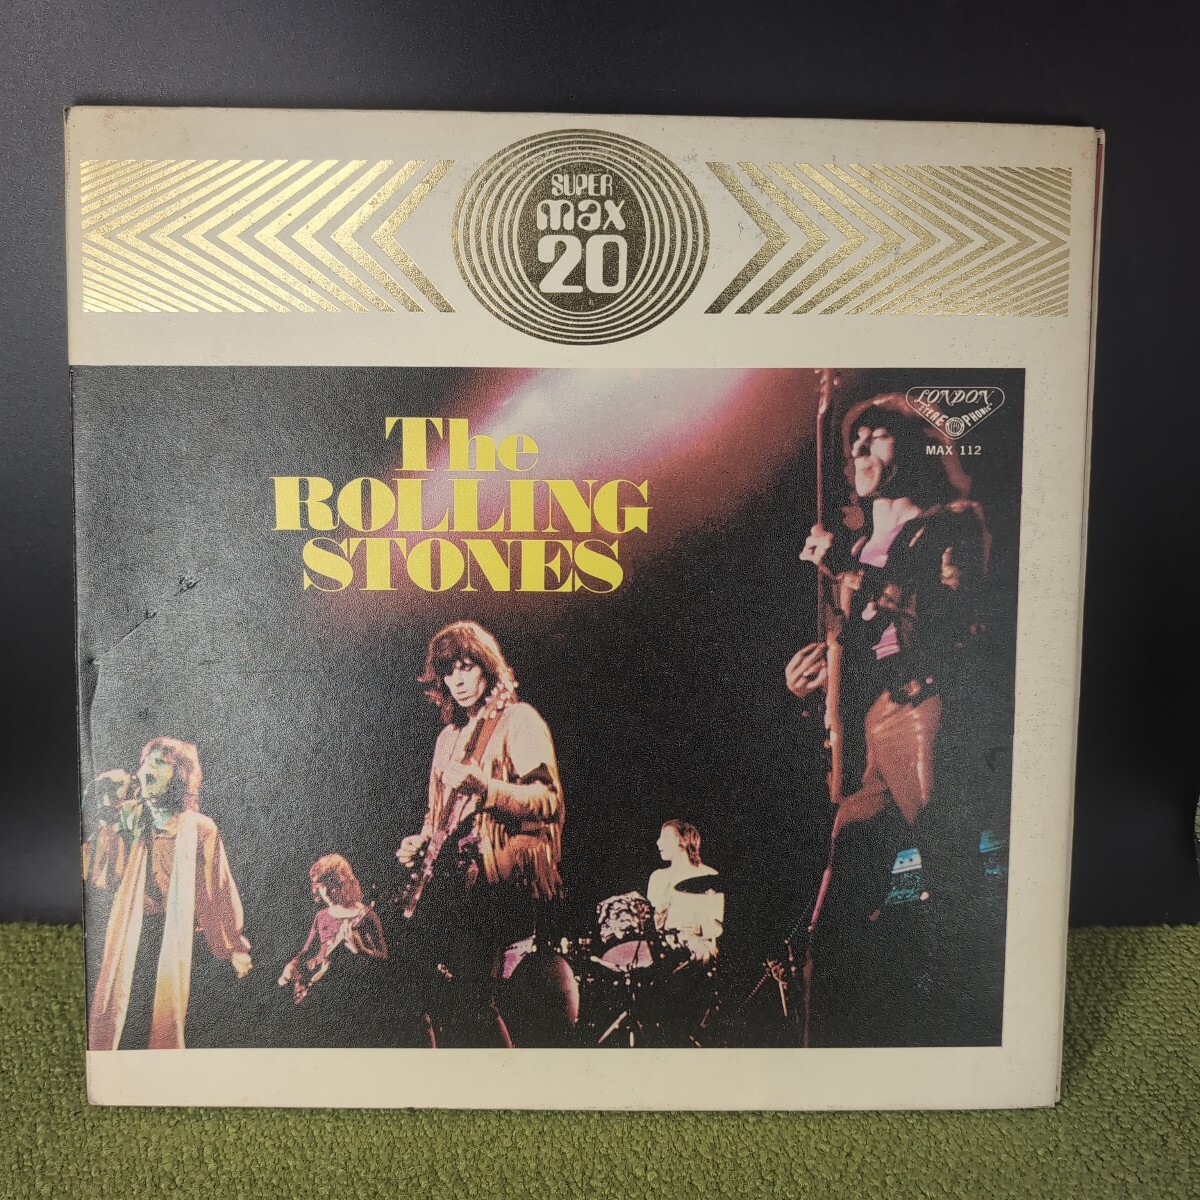 SUPER
max
20
The
ROLLING
STONES
LONDON
STEREO PHONIC
MAX 112